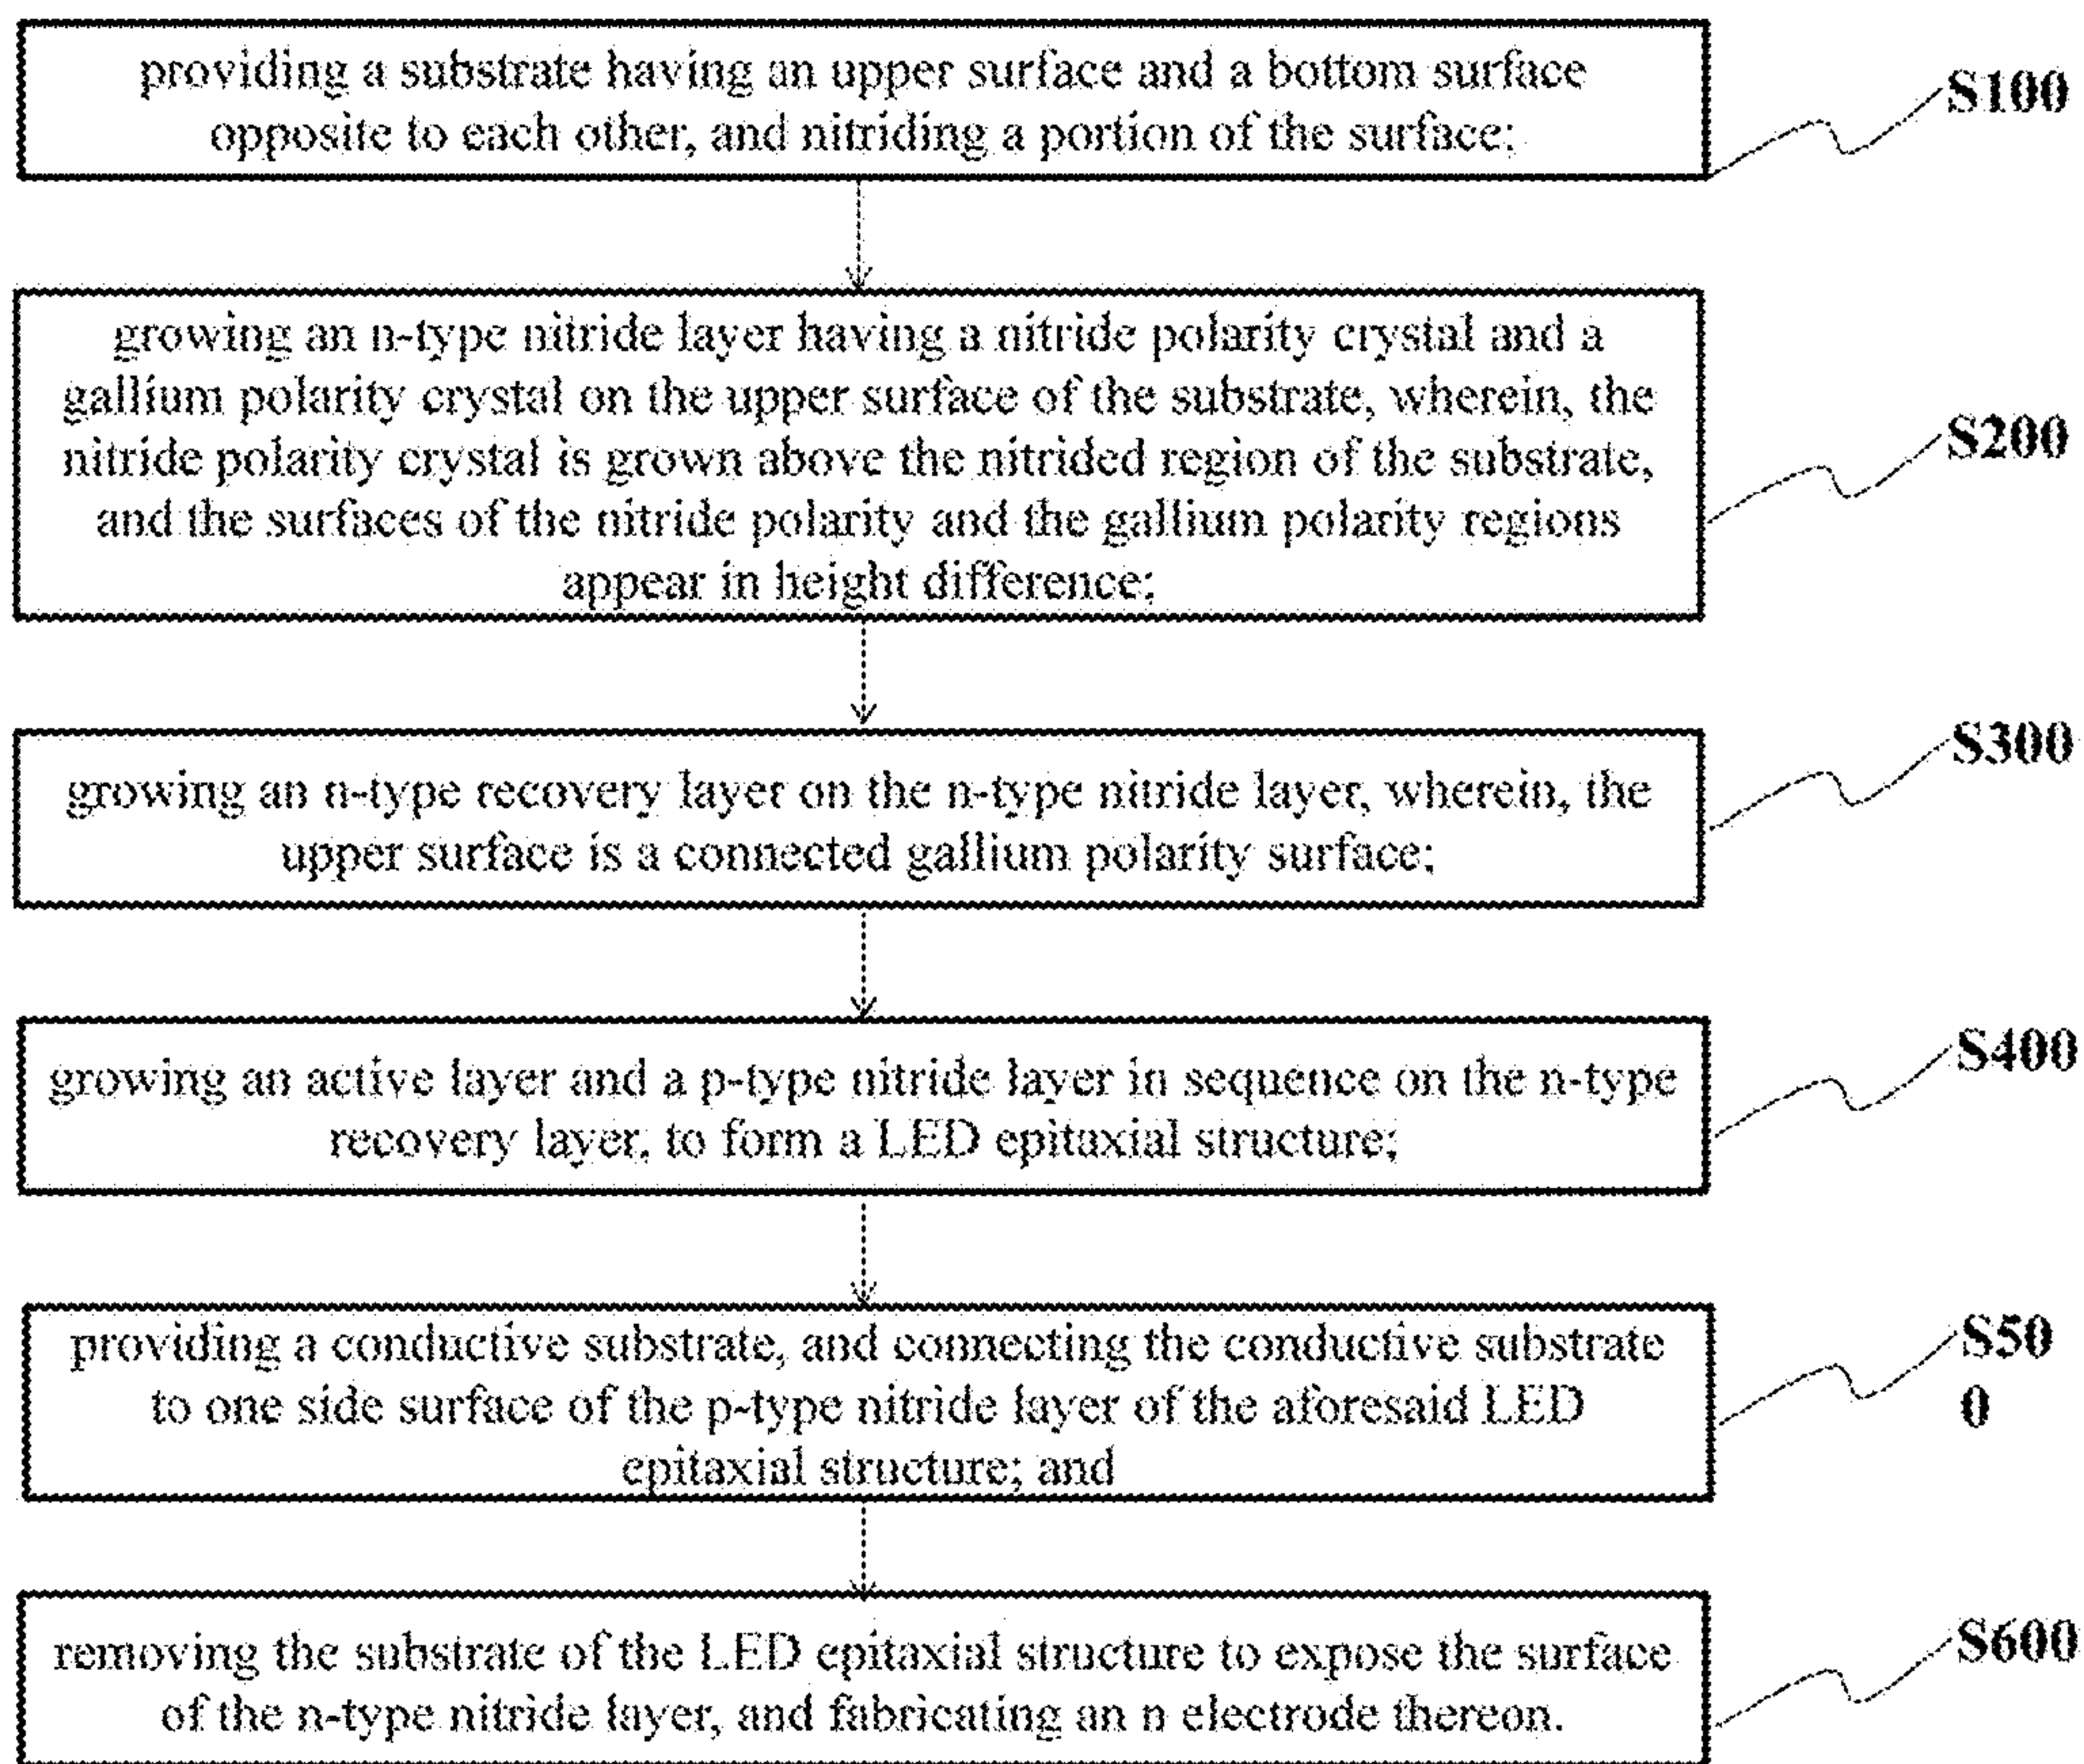 providing a substrate having an upper surface and a bottom surface
opposite to each other, and nitriding a portion of the surface;
S100
growing an n-type nitride layer having a nitride polarity crystal and a
gallium polarity crystal on the upper surface of the substrate, wherein, the
nitride polarity crystal is grown above the nitrided region of the substrate,
and the surfaces of the nitride polarity and the gallium polarity regions
appear in height difference;
S200
growing an n-type recovery layer on the n-type nitride layer, wherein, the
upper surface is a connected gallium polarity surface;
S300
growing an active layer and a p-type nitride layer in sequence on the n-type
recovery layer, to form a LED epitaxial structure;
S400
providing a conductive substrate, and connecting the conductive substrate
to one side surface of the p-type nitride layer of the aforesaid LED
epitaxial structure; and
S50
0
removing the substrate of the LED epitaxial structure to expose the surface
of the n-type nitride layer, and fabricating an n electrode thereon.
S600